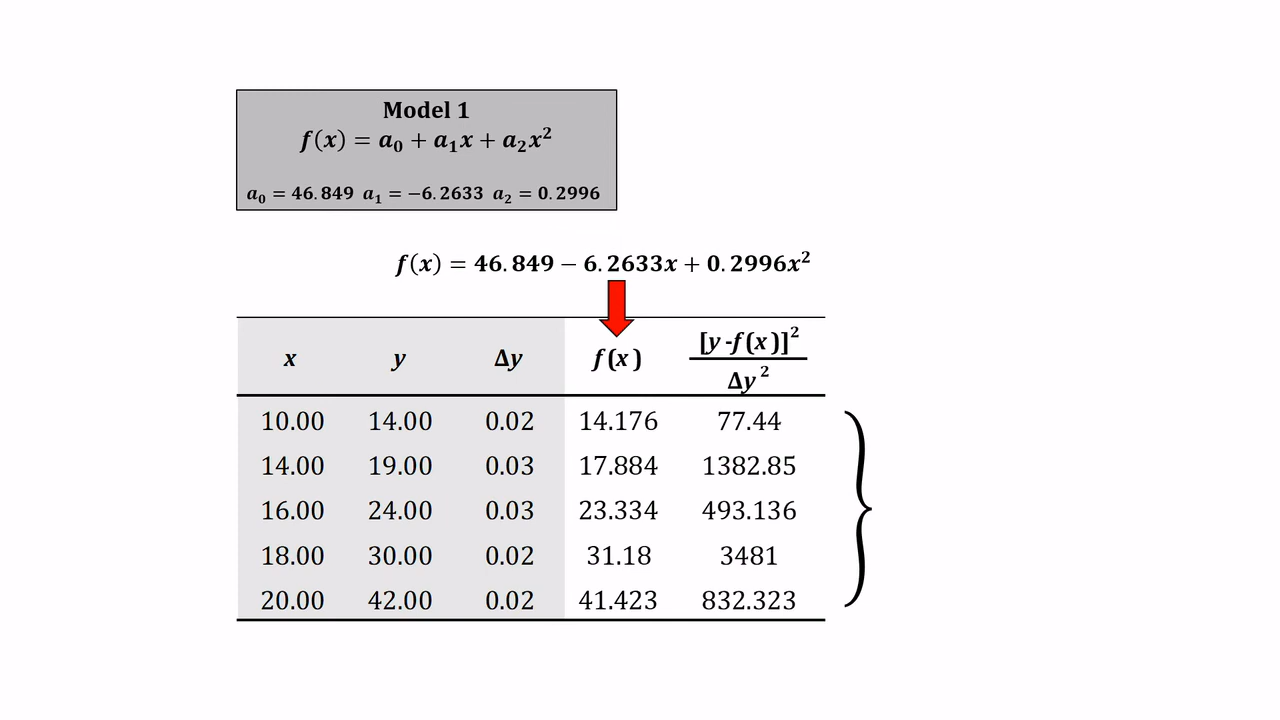 Model 1
f(x) = a₀ + a₁x + a₂x²
a₀ = 46.849 a₁ = −6.2633 a₂ = 0.2996
f(x) = 46.849 − 6.2633x + 0.2996x²
x y Δy f(x) [y-f(x)]² / Δy²
10.00 14.00 0.02 14.176 77.44
14.00 19.00 0.03 17.884 1382.85
16.00 24.00 0.03 23.334 493.136
18.00 30.00 0.02 31.18 3481
20.00 42.00 0.02 41.423 832.323